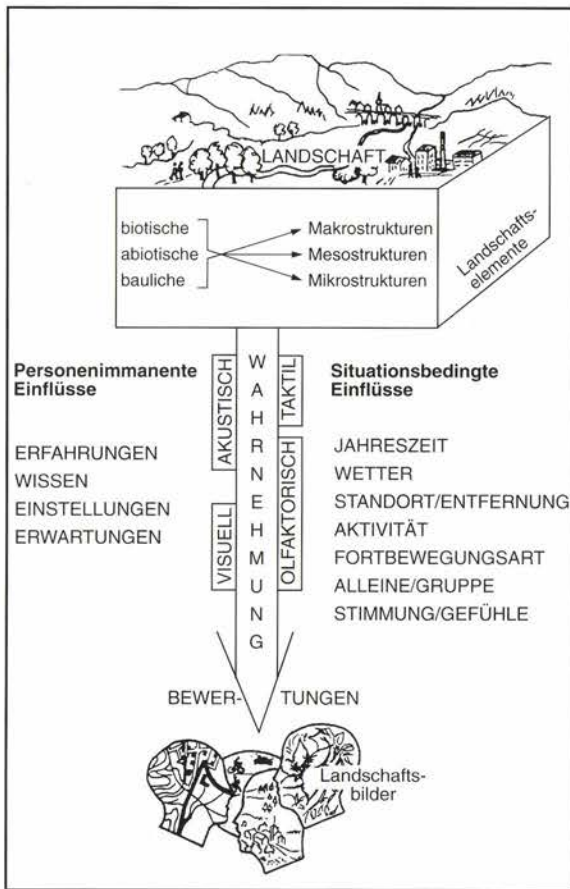 LANDSCHAFT
biotische
abiotische
bauliche
Makrostrukturen
Mesostrukturen
Mikrostrukturen
Landschafts-
elemente
Personenimmanente
Einflüsse
ERFAHRUNGEN
WISSEN
EINSTELLUNGEN
ERWARTUNGEN
AKUSTISCH
VISUELL
WAHRNEHMUNG
TAKTIL
OLFAKTORISCH
Situationsbedingte
Einflüsse
JAHRESZEIT
WETTER
STANDORT/ENTFERNUNG
AKTIVITÄT
FORTBEWEGUNGSART
ALLEINE/GRUPPE
STIMMUNG/GEFÜHLE
BEWER- TUNGEN
Landschafts-
bilder